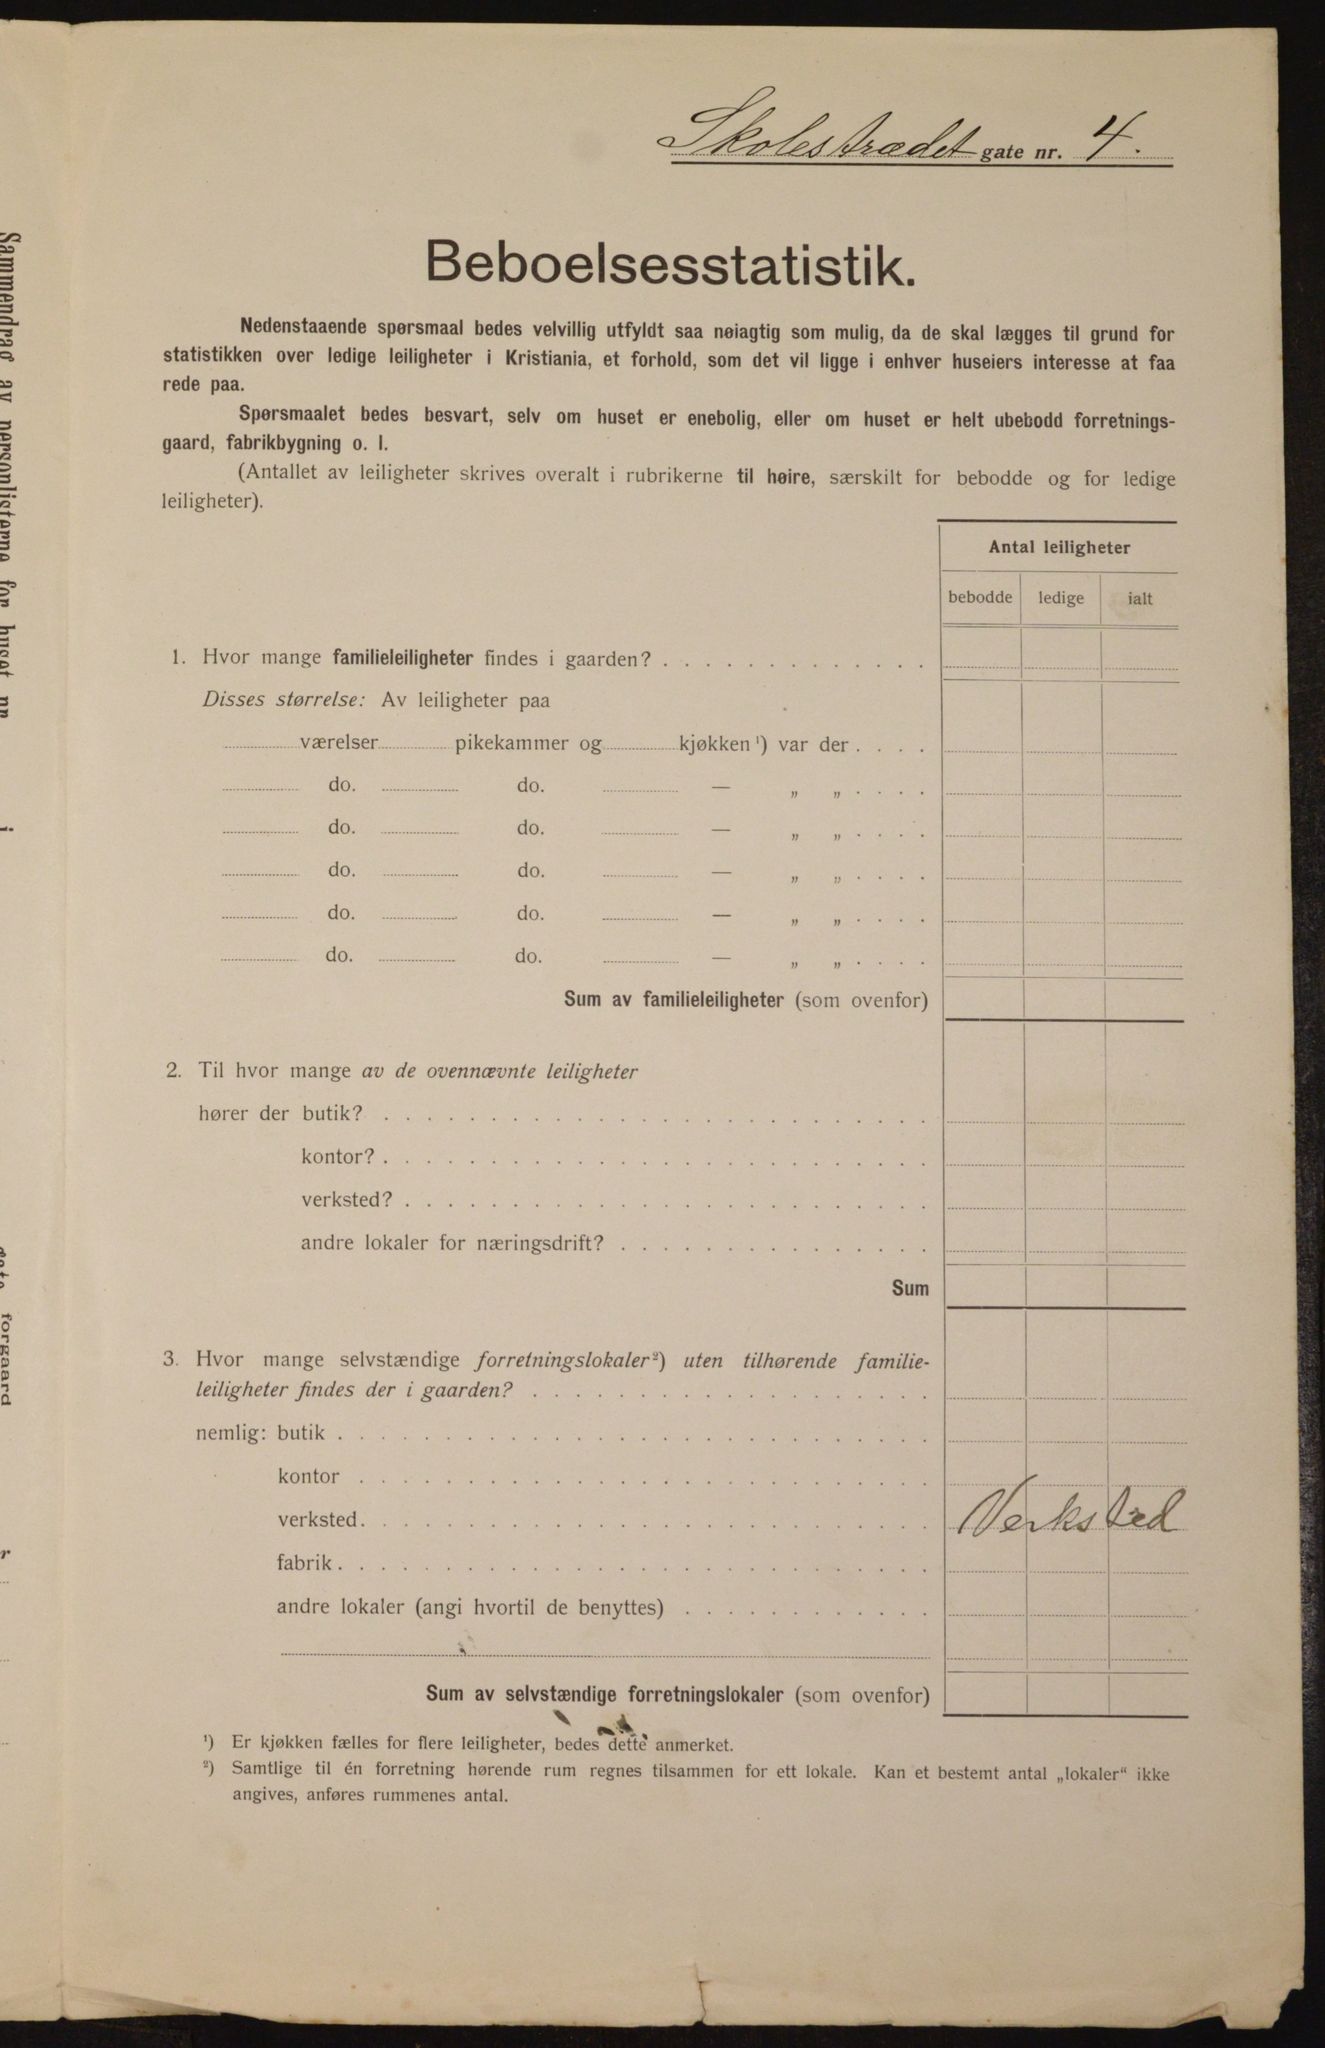 Skolestrædet gate nr. 4.
Beboelsesstatistik.
Nedenstaaende spørsmaal bedes velvillig utfyldt saa nøiagtig som mulig, da de skal lægges til grund for
statistikken over ledige leiligheter i Kristiania, et forhold, som det vil ligge i enhver huseiers interesse at faa
rede paa.
Spørsmaalet bedes besvart, selv om huset er enebolig, eller om huset er helt ubebodd forretnings-
gaard, fabrikbygning o. l.
(Antallet av leiligheter skrives overalt i rubrikerne til høire, særskilt for bebodde og for ledige
leiligheter).
Antal leiligheter
bebodde ledige ialt
1. Hvor mange familieleiligheter findes i gaarden?
Disses størrelse: Av leiligheter paa
værelser pikekammer og kjøkken ¹) var der
do. do. — „ „
do. do. — „ „
do. do. — „ „
do. do. — „ „
do. do. — „ „
Sum av familieleiligheter (som ovenfor)
2. Til hvor mange av de ovennævnte leiligheter
hører der butik?
kontor?
verksted?
andre lokaler for næringsdrift?
Sum
3. Hvor mange selvstændige forretningslokaler²) uten tilhørende familie-
leiligheter findes der i gaarden?
nemlig: butik
kontor
verksted. Verksted
fabrik
andre lokaler (angi hvortil de benyttes)
Sum av selvstændige forretningslokaler (som ovenfor)
¹) Er kjøkken fælles for flere leiligheter, bedes dette anmerket.
²) Samtlige til én forretning hørende rum regnes tilsammen for ett lokale. Kan et bestemt antal „lokaler“ ikke
angives, anføres rummenes antal.
Sammendrag av personlisterne for huset nr.
i
gate forgaard